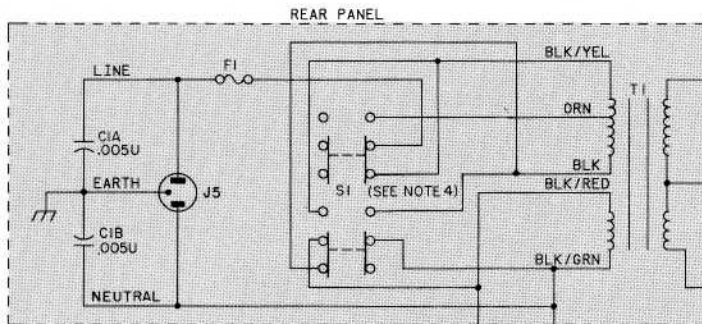 REAR PANEL
BLK/YEL
LINE
F1
T1
ORN
C1A
.005U
BLK
EARTH
J5
S1 (SEE NOTE 4)
BLK/RED
C1B
.005U
BLK/GRN
NEUTRAL